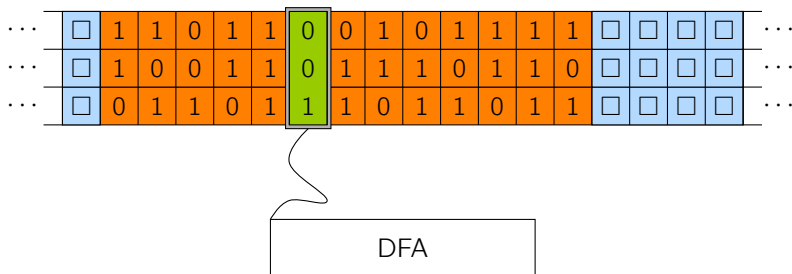 ··· □ 1 1 0 1 1 0 0 1 0 1 1 1 1 □ □ □ □ ···
··· □ 1 0 0 1 1 0 1 1 1 0 1 1 0 □ □ □ □ ···
··· □ 0 1 1 0 1 1 1 0 1 1 0 1 1 □ □ □ □ ···
DFA